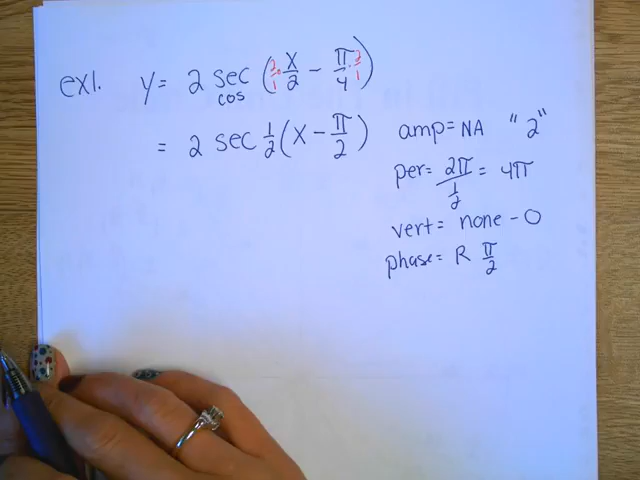 ex1. y = 2 sec (2/1 · x/2 − π/4 · 2/1)
cos
= 2 sec 1/2 (x − π/2)
amp = NA "2"
per = 2π / 1/2 = 4π
vert = none - 0
phase = R π/2